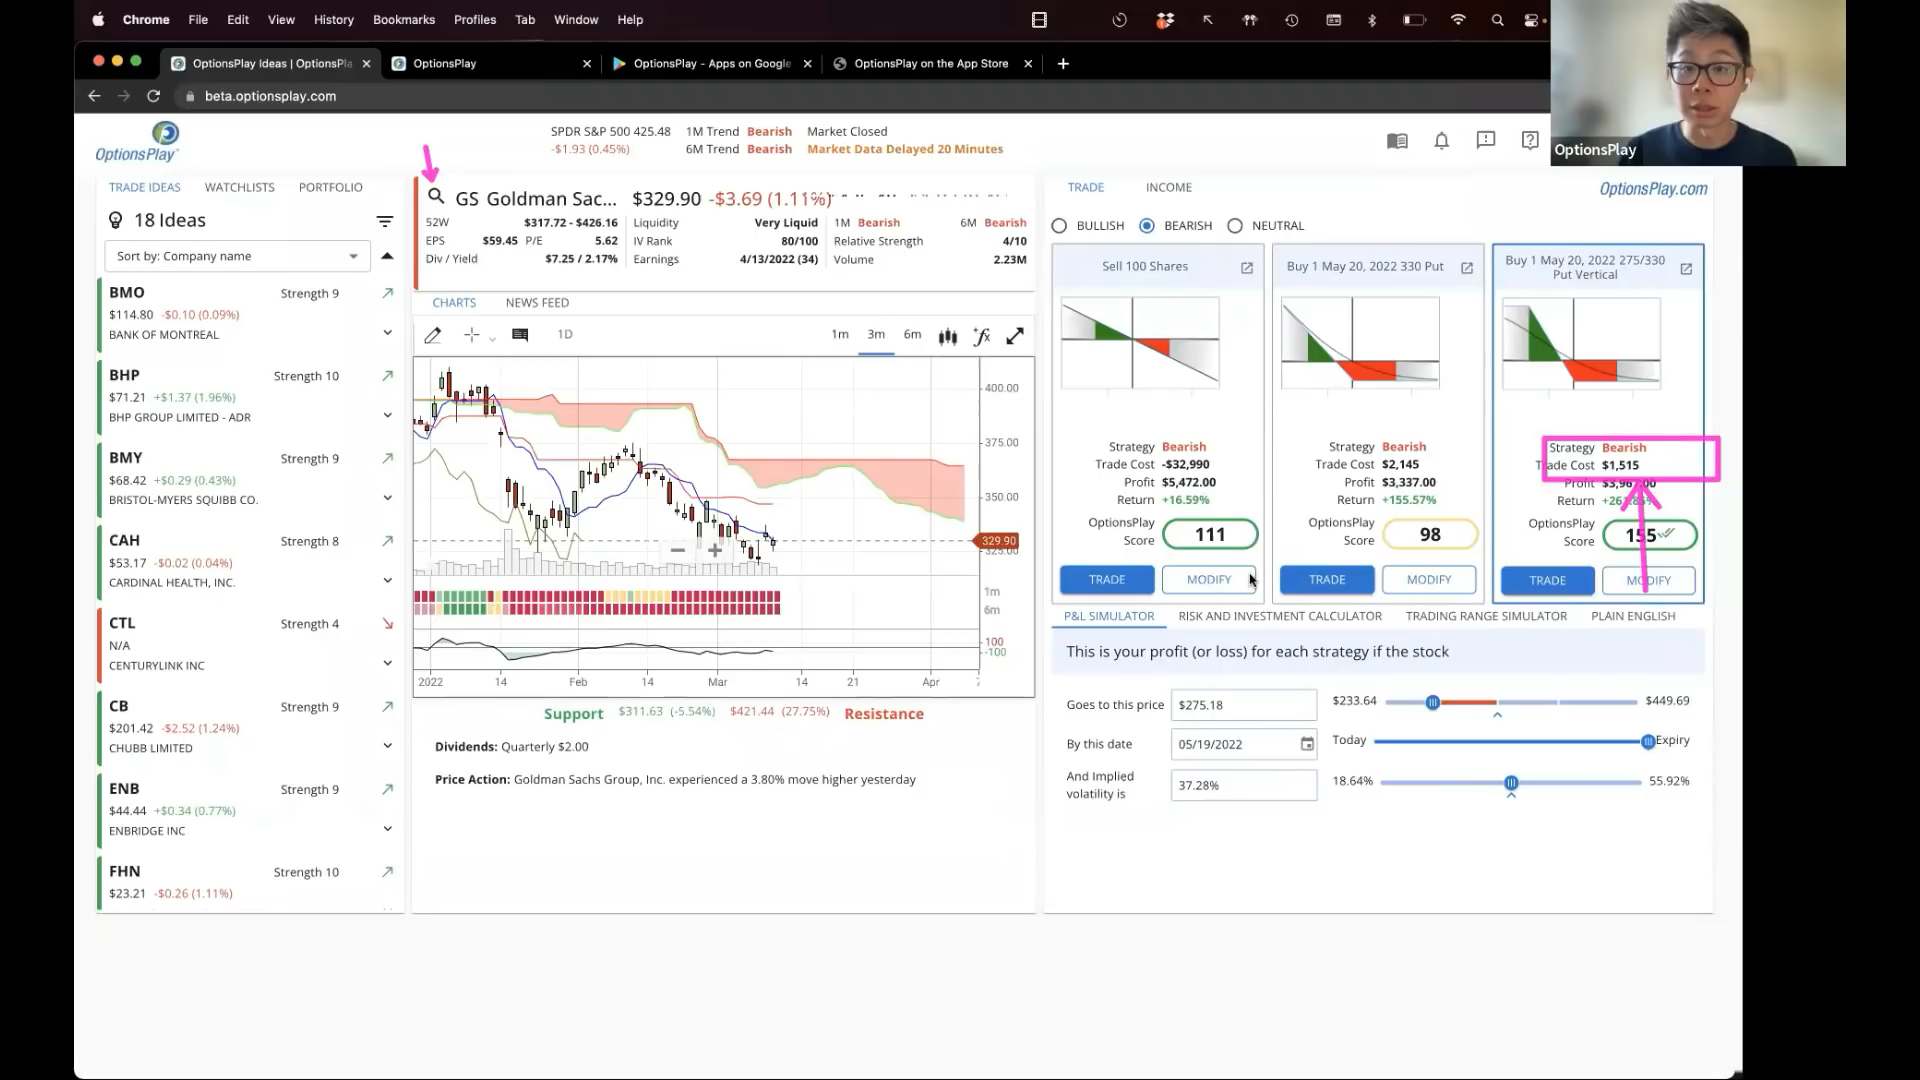 Chrome File Edit View History Bookmarks Profiles Tab Window Help
OptionsPlay Ideas | OptionsPla OptionsPlay OptionsPlay - Apps on Google OptionsPlay on the App Store
beta.optionsplay.com
OptionsPlay
OptionsPlay
SPDR S&P 500 425.48 1M Trend Bearish Market Closed
-$1.93 (0.45%) 6M Trend Bearish Market Data Delayed 20 Minutes
TRADE IDEAS WATCHLISTS PORTFOLIO
18 Ideas
Sort by: Company name
BMO Strength 9
$114.80 -$0.10 (0.09%)
BANK OF MONTREAL
BHP Strength 10
$71.21 +$1.37 (1.96%)
BHP GROUP LIMITED - ADR
BMY Strength 9
$68.42 +$0.29 (0.43%)
BRISTOL-MYERS SQUIBB CO.
CAH Strength 8
$53.17 -$0.02 (0.04%)
CARDINAL HEALTH, INC.
CTL Strength 4
N/A
CENTURYLINK INC
CB Strength 9
$201.42 -$2.52 (1.24%)
CHUBB LIMITED
ENB Strength 9
$44.44 +$0.34 (0.77%)
ENBRIDGE INC
FHN Strength 10
$23.21 -$0.26 (1.11%)
GS Goldman Sac... $329.90 -$3.69 (1.11%)
52W $317.72 - $426.16 Liquidity Very Liquid 1M Bearish 6M Bearish
EPS $59.45 P/E 5.62 IV Rank 80/100 Relative Strength 4/10
Div / Yield $7.25 / 2.17% Earnings 4/13/2022 (34) Volume 2.23M
CHARTS NEWS FEED
1D 1m 3m 6m
400.00
375.00
350.00
329.90
325.00
1m
6m
100
-100
2022 14 Feb 14 Mar 14 21 Apr
Support $311.63 (-5.54%) $421.44 (27.75%) Resistance
Dividends: Quarterly $2.00
Price Action: Goldman Sachs Group, Inc. experienced a 3.80% move higher yesterday
TRADE INCOME OptionsPlay.com
BULLISH BEARISH NEUTRAL
Sell 100 Shares
Strategy Bearish
Trade Cost -$32,990
Profit $5,472.00
Return +16.59%
OptionsPlay Score 111
TRADE MODIFY
Buy 1 May 20, 2022 330 Put
Strategy Bearish
Trade Cost $2,145
Profit $3,337.00
Return +155.57%
OptionsPlay Score 98
TRADE MODIFY
Buy 1 May 20, 2022 275/330
Put Vertical
Strategy Bearish
Trade Cost $1,515
Profit
Return
OptionsPlay Score 155
TRADE MODIFY
P&L SIMULATOR RISK AND INVESTMENT CALCULATOR TRADING RANGE SIMULATOR PLAIN ENGLISH
This is your profit (or loss) for each strategy if the stock
Goes to this price $275.18 $233.64 $449.69
By this date 05/19/2022 Today Expiry
And Implied
volatility is 37.28% 18.64% 55.92%